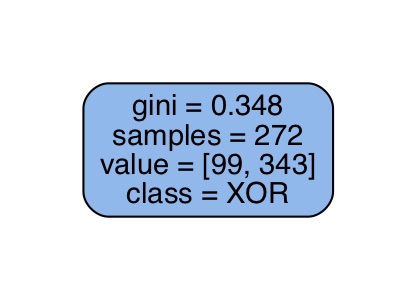 gini = 0.348
samples = 272
value = [99, 343]
class = XOR